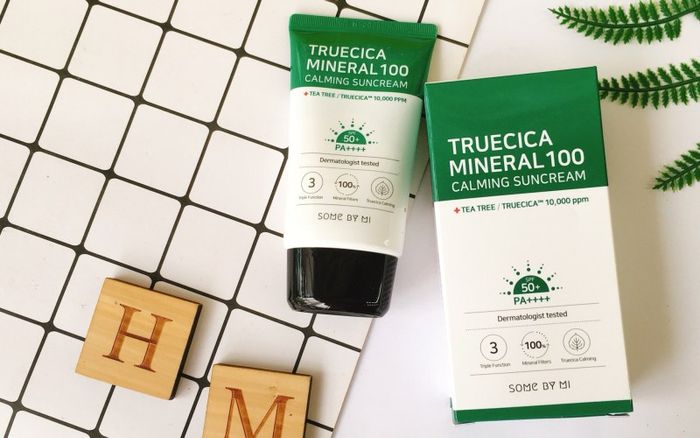 TRUECICA
MINERAL 100
CALMING SUNCREAM
+ TEA TREE / TRUECICA™ 10,000 PPM
SPF
50+
PA++++
Dermatologist tested
3
100%
Triple Function
Mineral Filters
Truecica Calming
SOME BY MI
TRUECICA
MINERAL 100
CALMING SUNCREAM
+ TEA TREE / TRUECICA™ 10,000 ppm
SPF
50+
PA++++
Dermatologist tested
3
100%
Triple Function
Mineral Filters
Truecica Calming
SOME BY MI
H
M